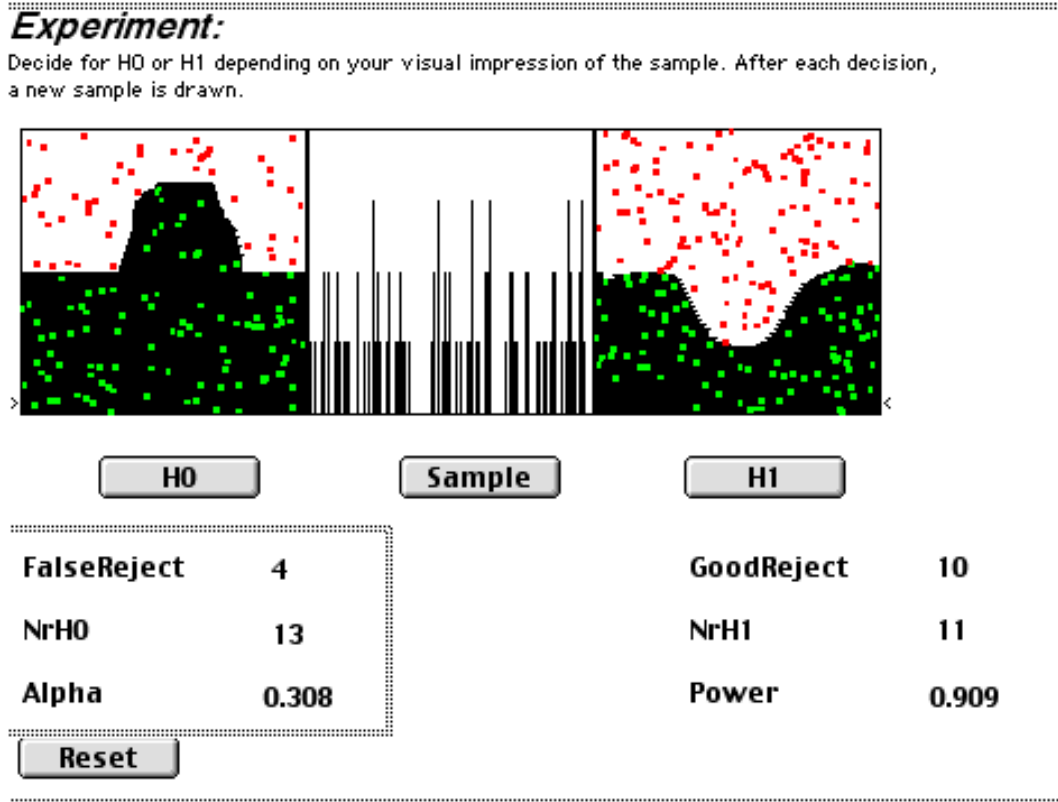 Experiment:
Decide for H0 or H1 depending on your visual impression of the sample. After each decision,
a new sample is drawn.
> <
H0 Sample H1
FalseReject 4 GoodReject 10
NrH0 13 NrH1 11
Alpha 0.308 Power 0.909
Reset